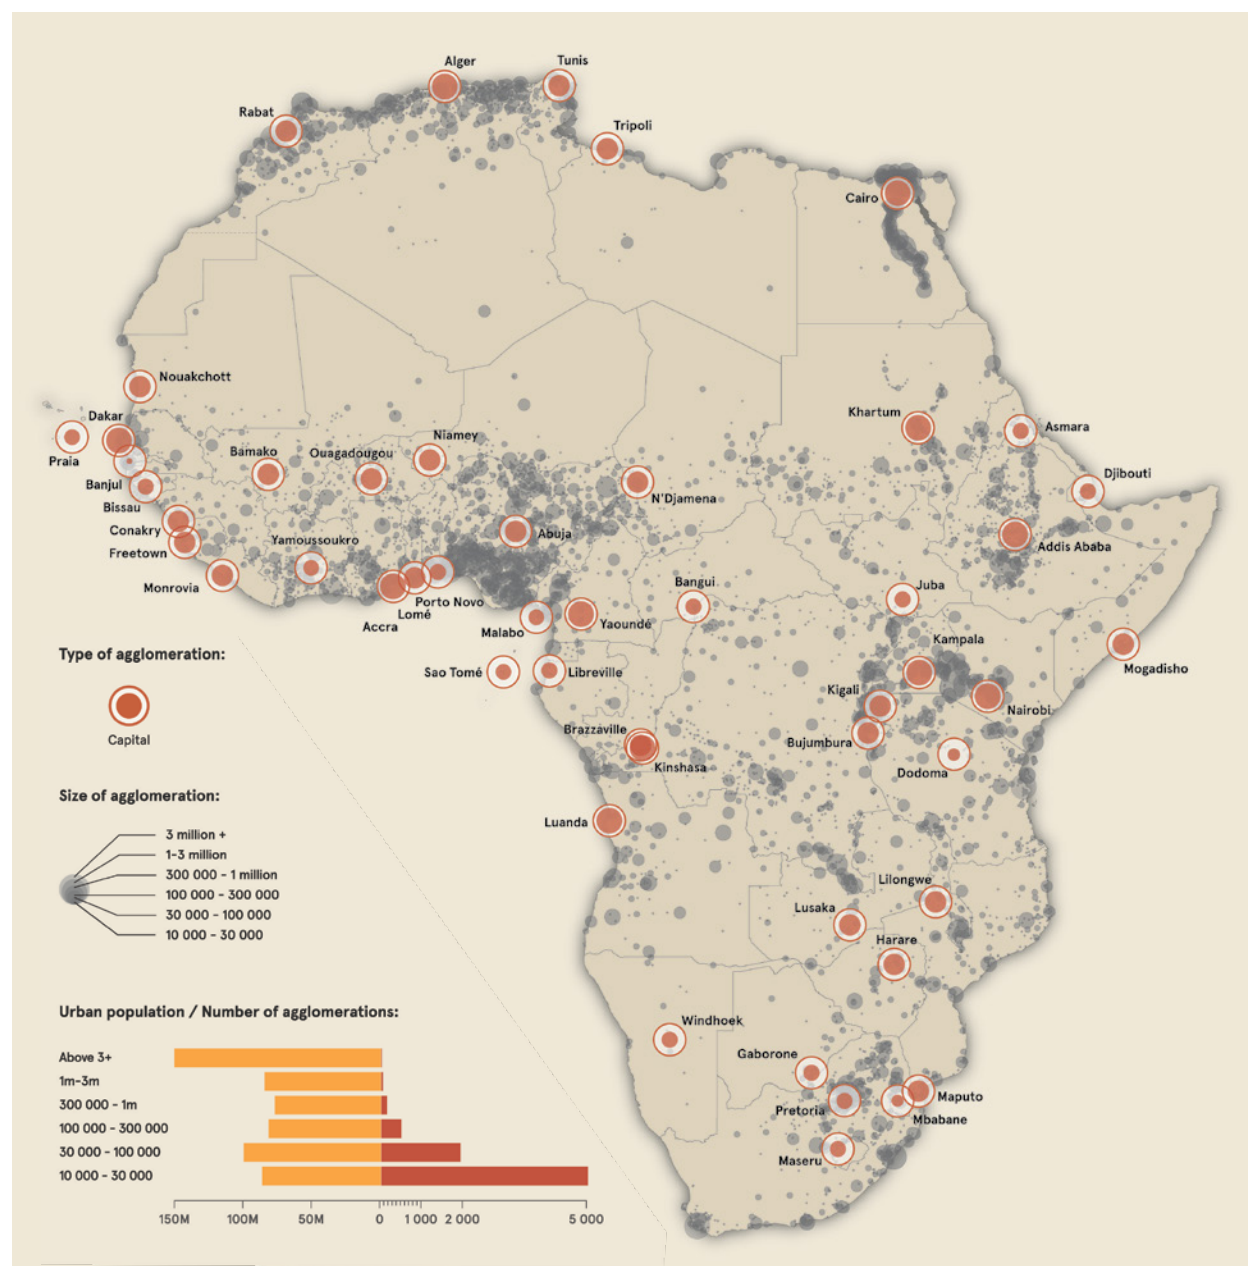 Alger
Tunis
Rabat
Tripoli
Cairo
Nouakchott
Dakar
Praia
Banjul
Bissau
Conakry
Freetown
Monrovia
Bamako
Ouagadougou
Niamey
Yamoussoukro
Abuja
N'Djamena
Khartum
Asmara
Djibouti
Addis Ababa
Porto Novo
Lomé
Accra
Malabo
Yaoundé
Bangui
Juba
Kampala
Mogadisho
Sao Tomé
Libreville
Kigali
Nairobi
Brazzaville
Kinshasa
Bujumbura
Dodoma
Luanda
Lilongwe
Lusaka
Harare
Windhoek
Gaborone
Pretoria
Maputo
Mbabane
Maseru
Type of agglomeration:
Capital
Size of agglomeration:
3 million +
1-3 million
300 000 - 1 million
100 000 - 300 000
30 000 - 100 000
10 000 - 30 000
Urban population / Number of agglomerations:
Above 3+
1m-3m
300 000 - 1m
100 000 - 300 000
30 000 - 100 000
10 000 - 30 000
150M 100M 50M 0 1 000 2 000 5 000